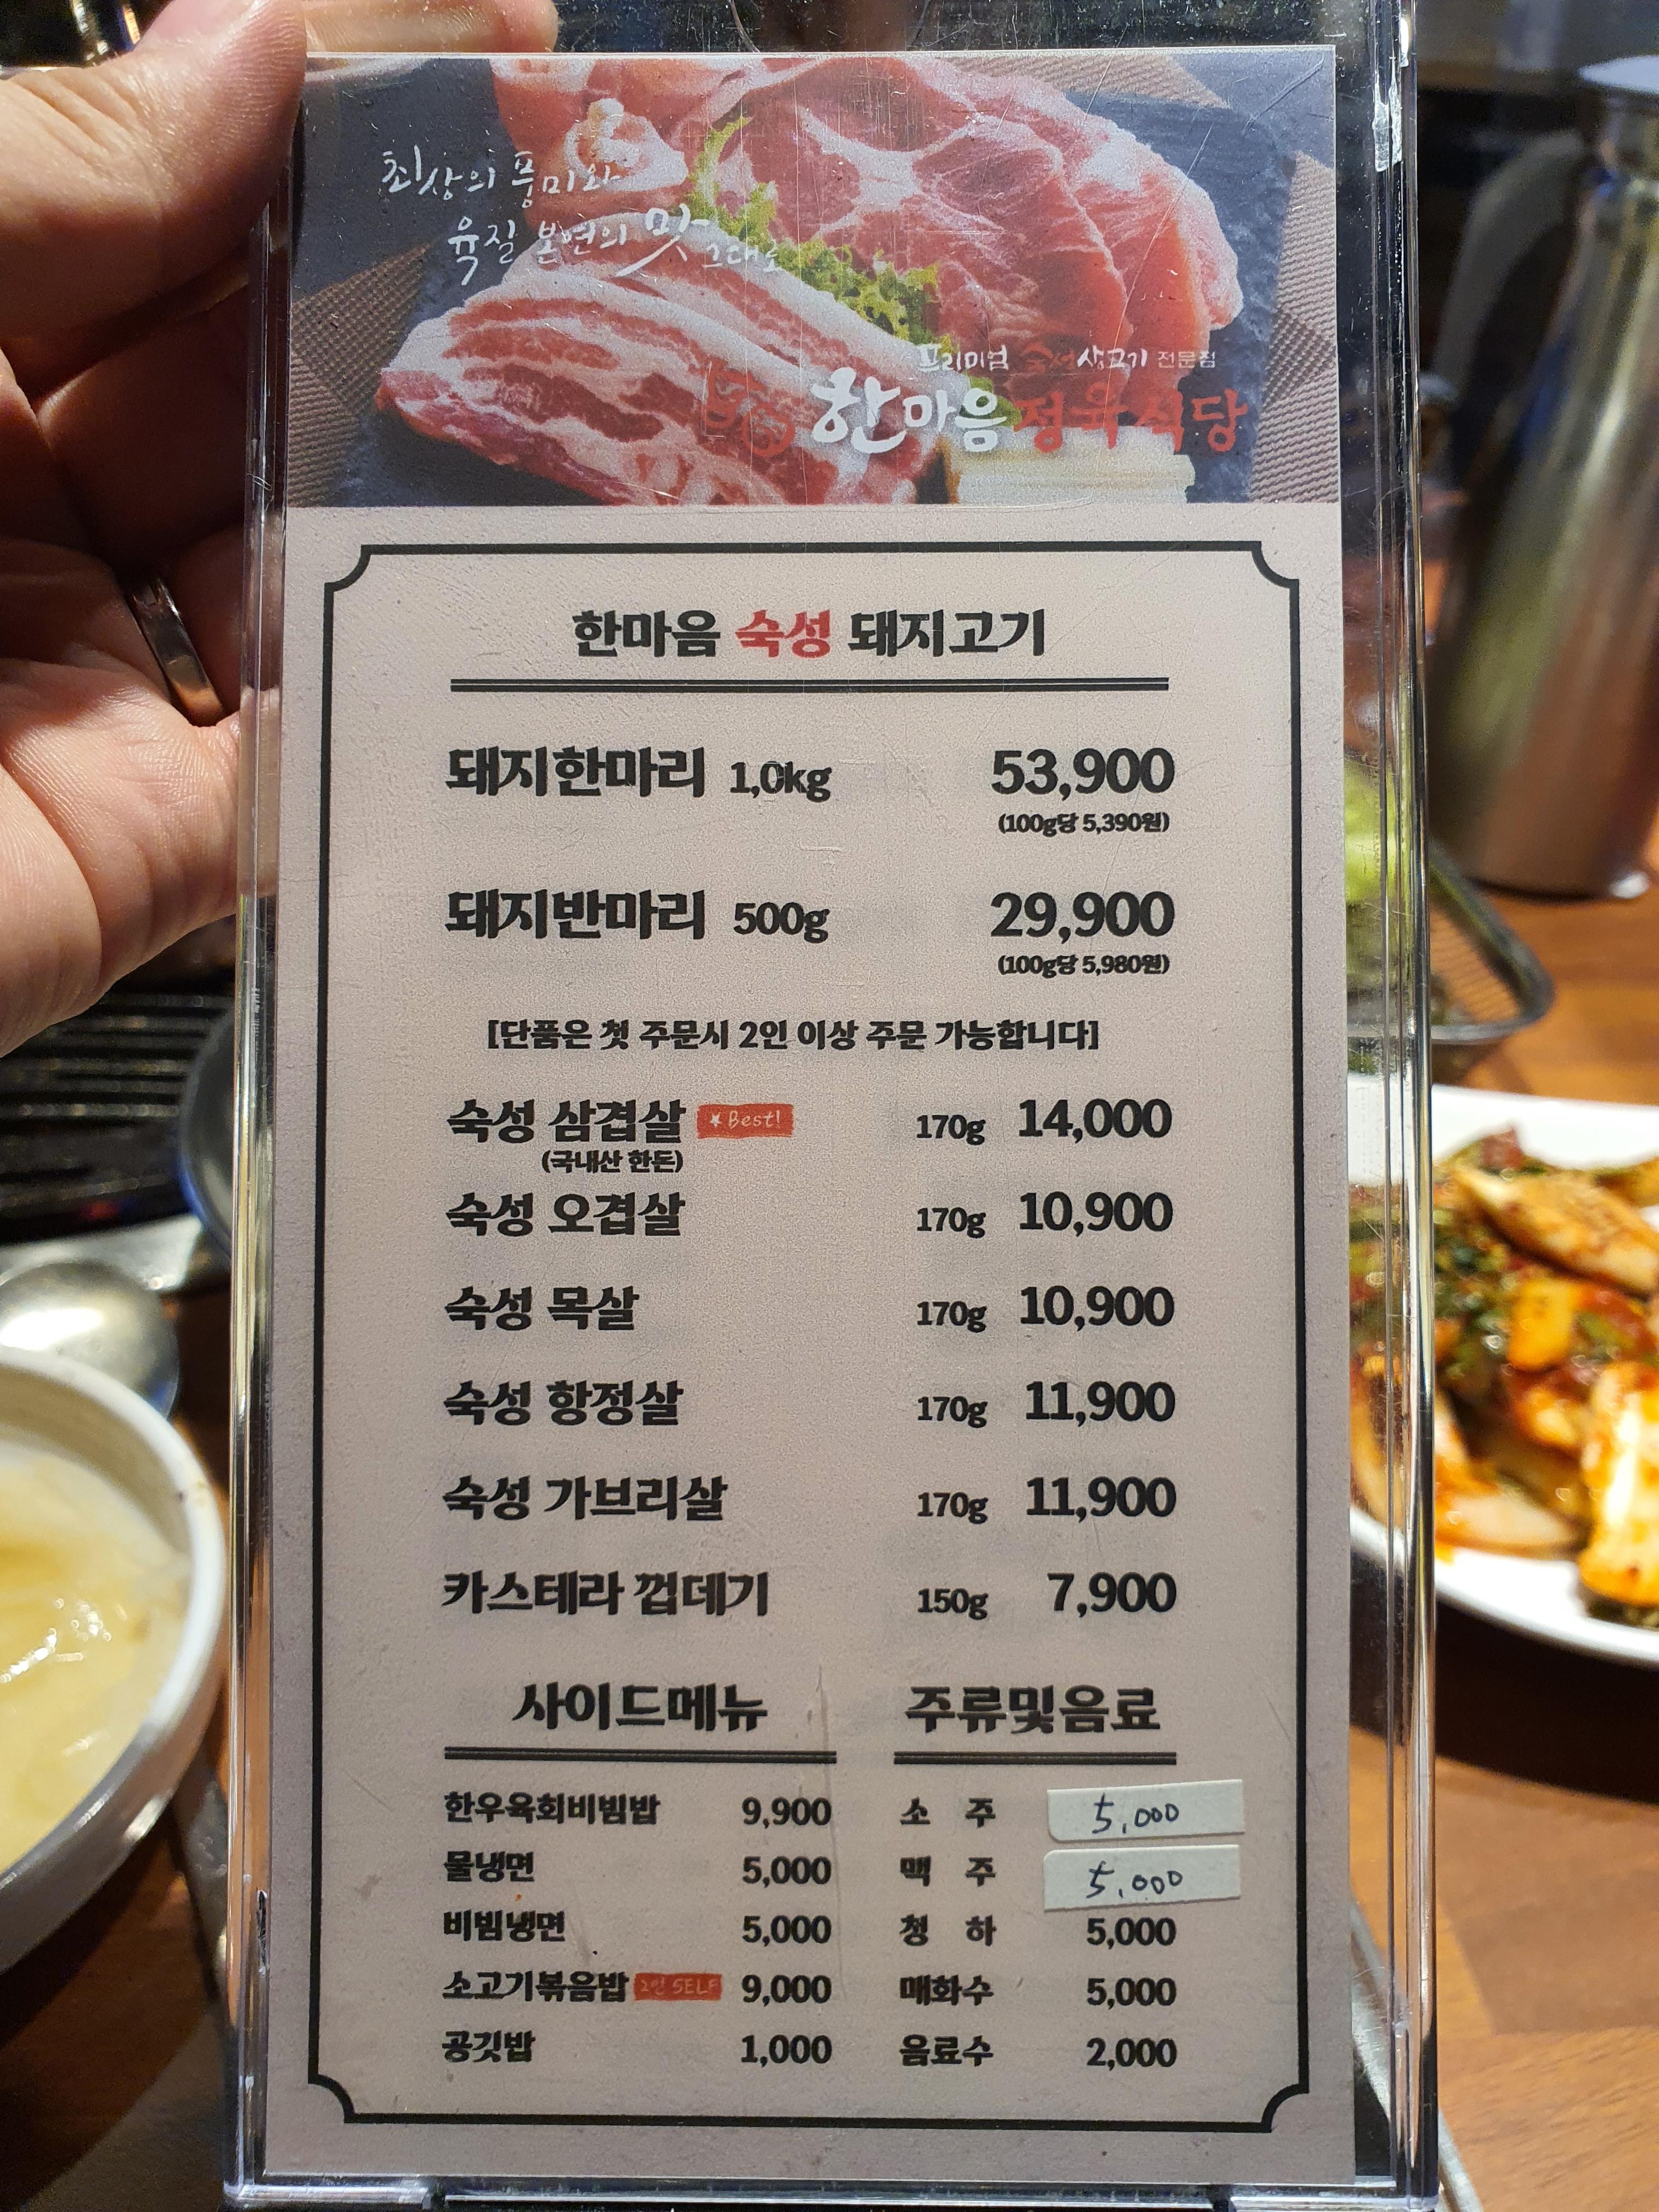 최상의 풍미와
육질 본연의 맛 그대로
프리미엄 숙성생고기 전문점
한마음정육식당
한마음 숙성 돼지고기
돼지한마리 1,0kg 53,900
(100g당 5,390원)
돼지반마리 500g 29,900
(100g당 5,980원)
[단품은 첫 주문시 2인 이상 주문 가능합니다]
숙성 삼겹살 ★Best! 170g 14,000
(국내산 한돈)
숙성 오겹살 170g 10,900
숙성 목살 170g 10,900
숙성 항정살 170g 11,900
숙성 가브리살 170g 11,900
카스테라 껍데기 150g 7,900
사이드메뉴
한우육회비빔밥 9,900
물냉면 5,000
비빔냉면 5,000
소고기볶음밥 2인 SELF 9,000
공깃밥 1,000
주류및음료
소 주 5,000
맥 주 5,000
청 하 5,000
매화수 5,000
음료수 2,000